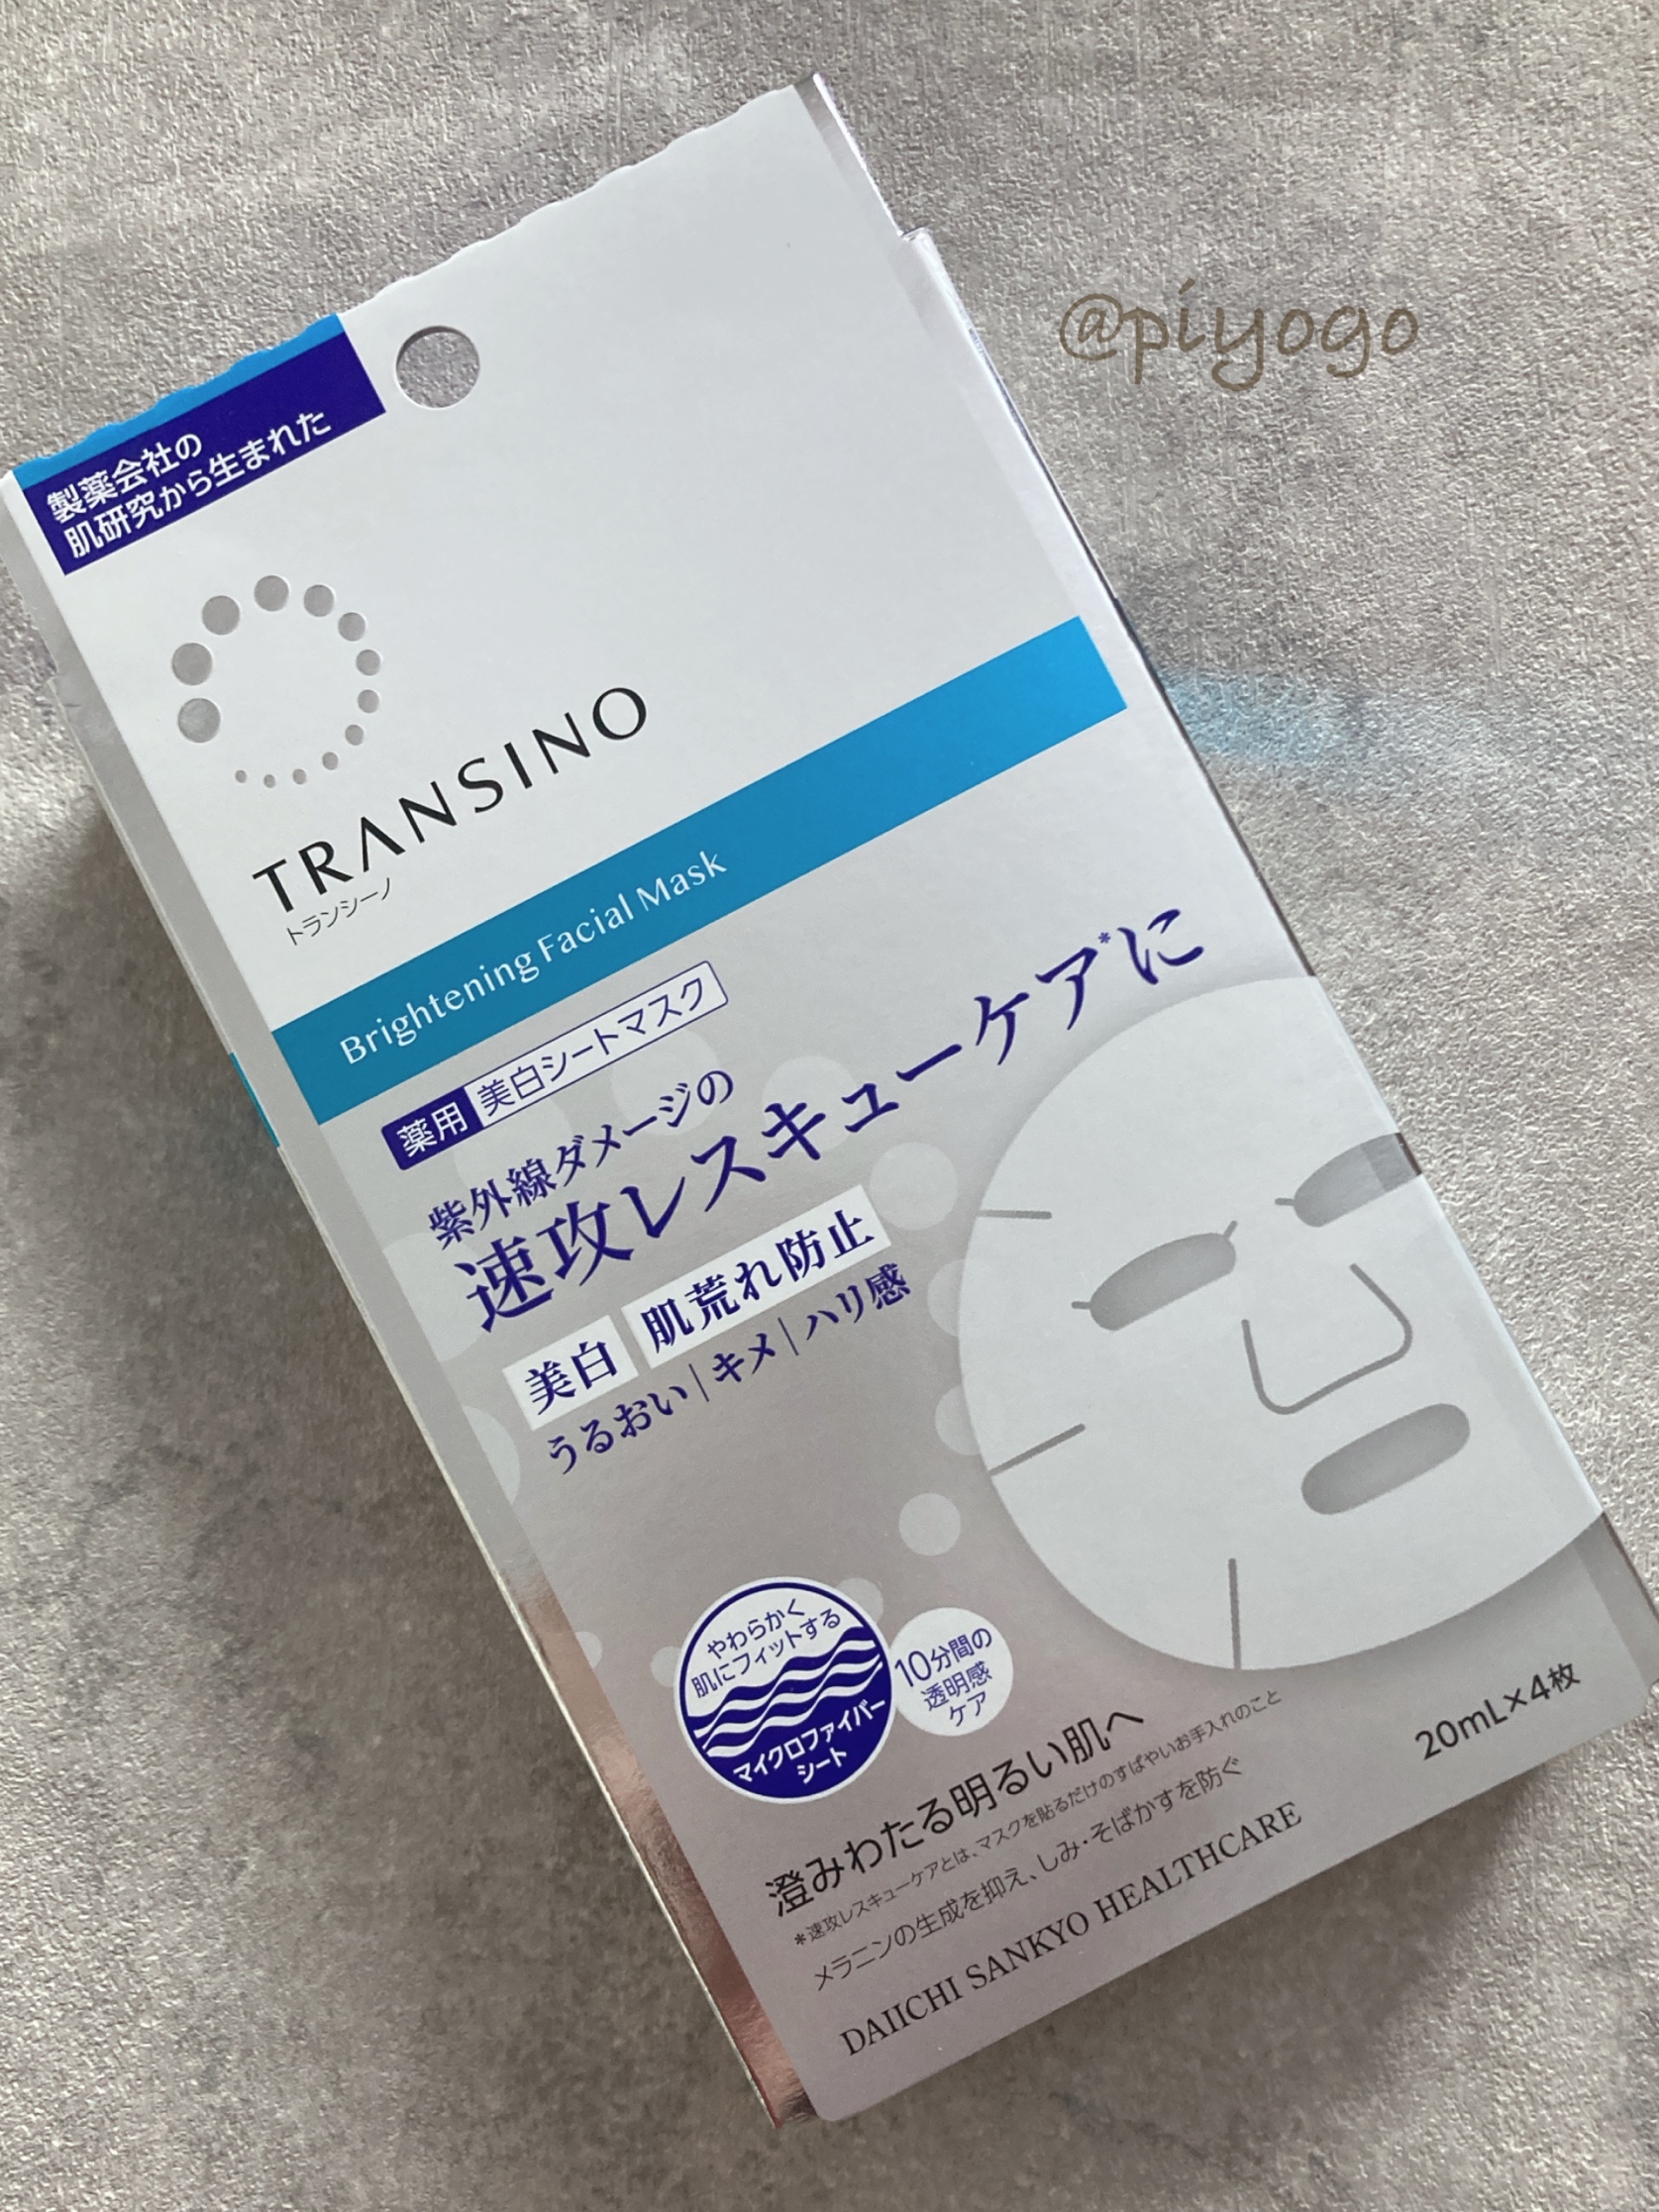 @piyogo
製薬会社の
肌研究から生まれた
TRANSINO
トランシーノ
Brightening Facial Mask
薬用 美白シートマスク
紫外線ダメージの
速攻レスキューケア*に
美白 肌荒れ防止
うるおい|キメ|ハリ感
やわらかく
肌にフィットする
マイクロファイバー
シート
10分間の
透明感
ケア
20mL×4枚
澄みわたる明るい肌へ
*速攻レスキューケアとは、マスクを貼るだけのすばやいお手入れのこと
メラニンの生成を抑え、しみ・そばかすを防ぐ
DAIICHI SANKYO HEALTHCARE